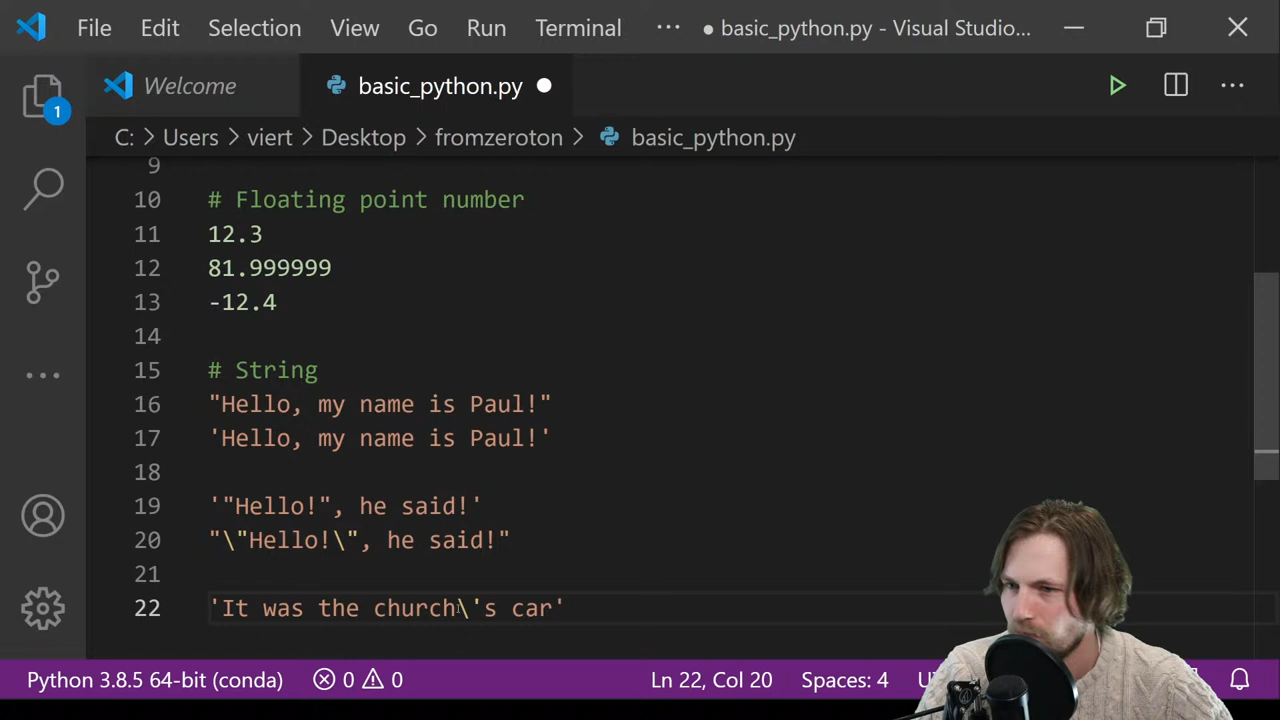 File Edit Selection View Go Run Terminal ··· ● basic_python.py - Visual Studio...
Welcome basic_python.py ●
1
C: > Users > viert > Desktop > fromzeroton > basic_python.py
9
10 # Floating point number
11 12.3
12 81.999999
13 -12.4
14
15 # String
16 "Hello, my name is Paul!"
17 'Hello, my name is Paul!'
18
19 '"Hello!", he said!'
20 "\"Hello!\", he said!"
21
22 'It was the church\'s car'
Python 3.8.5 64-bit (conda) 0 0 Ln 22, Col 20 Spaces: 4